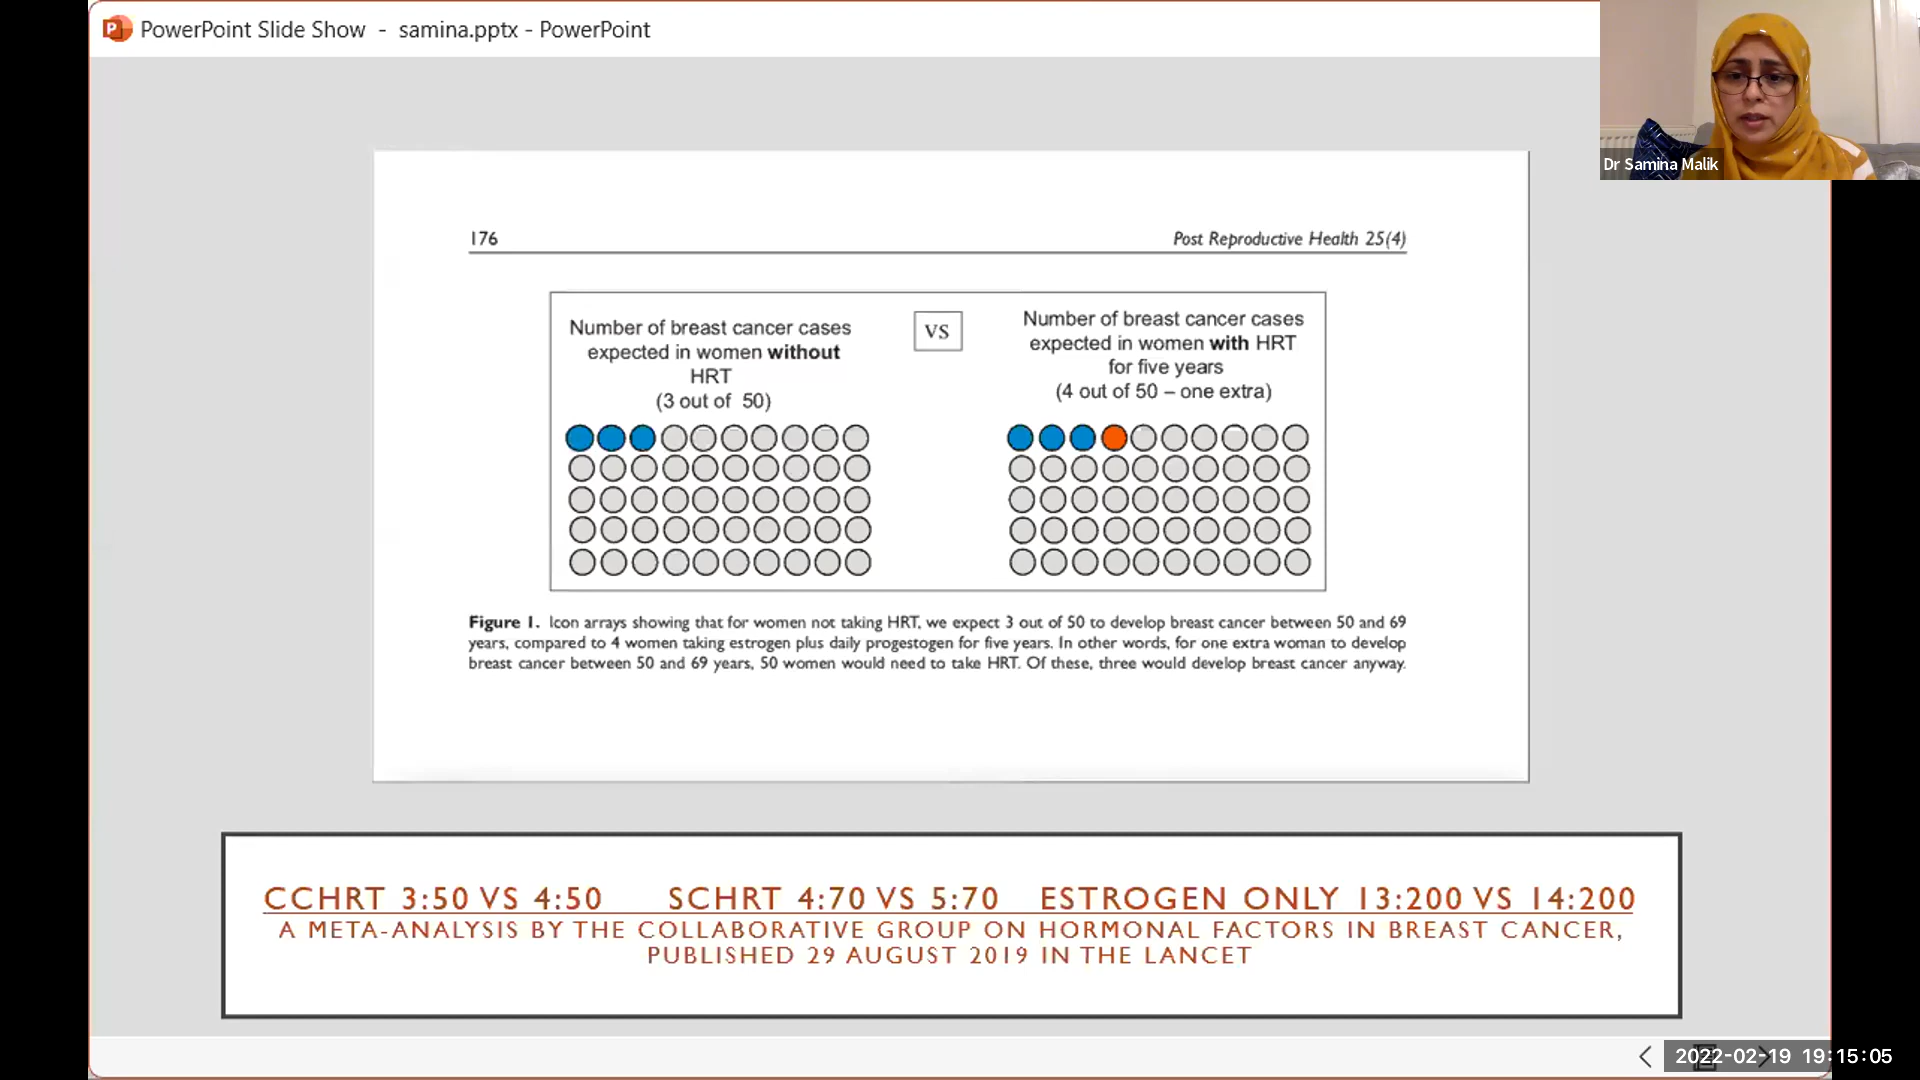 PowerPoint Slide Show - samina.pptx - PowerPoint
Dr Samina Malik
176
Post Reproductive Health 25(4)
Number of breast cancer cases
expected in women without
HRT
(3 out of 50)
VS
Number of breast cancer cases
expected in women with HRT
for five years
(4 out of 50 – one extra)
Figure 1. Icon arrays showing that for women not taking HRT, we expect 3 out of 50 to develop breast cancer between 50 and 69
years, compared to 4 women taking estrogen plus daily progestogen for five years. In other words, for one extra woman to develop
breast cancer between 50 and 69 years, 50 women would need to take HRT. Of these, three would develop breast cancer anyway.
CCHRT 3:50 VS 4:50 SCHRT 4:70 VS 5:70 ESTROGEN ONLY 13:200 VS 14:200
A META-ANALYSIS BY THE COLLABORATIVE GROUP ON HORMONAL FACTORS IN BREAST CANCER,
PUBLISHED 29 AUGUST 2019 IN THE LANCET
2022-02-19 19:15:05